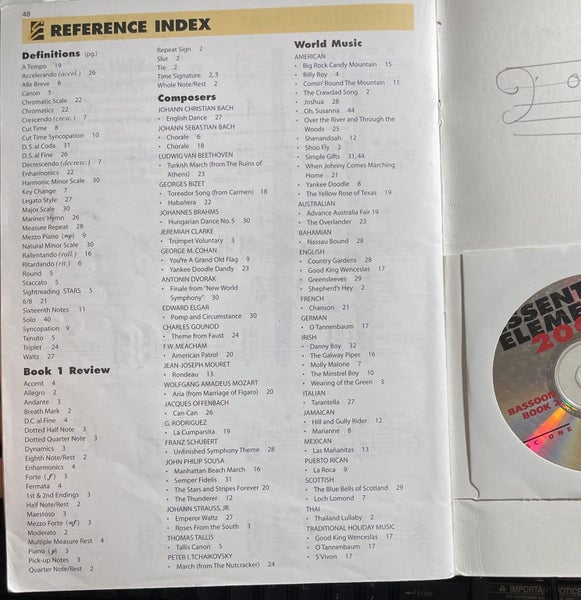 48
REFERENCE INDEX
Definitions (pg.)
A Tempo 19
Accelerando (accel.) 26
Alle Breve 8
Canon 5
Chromatic Scale 22
Chromatics 22
Crescendo (cresc.) 7
Cut Time 8
Cut Time Syncopation 10
D.S. al Coda 31
D.S. al Fine 26
Decrescendo (decresc.) 7
Enharmonics 22
Harmonic Minor Scale 30
Key Change 7
Legato Style 27
Major Scale 30
Marines' Hymn 26
Measure Repeat 28
Mezzo Piano (mp) 9
Natural Minor Scale 30
Rallentando (rall.) 16
Ritardando (rit.) 6
Round 5
Staccato 5
Sightreading STARS 5
6/8 21
Sixteenth Notes 11
Solo 40
Syncopation 9
Tenuto 5
Triplet 24
Waltz 27
Book 1 Review
Accent 4
Allegro 2
Andante 3
Breath Mark 2
D.C. al Fine 4
Dotted Half Note 3
Dotted Quarter Note 3
Dynamics 3
Eighth Note/Rest 2
Enharmonics 4
Forte (f) 3
Fermata 4
1st & 2nd Endings 3
Half Note/Rest 2
Maestoso 3
Mezzo Forte (mf) 3
Moderato 2
Multiple Measure Rest 4
Piano (p) 3
Pick-up Notes 3
Quarter Note/Rest 2
Repeat Sign 2
Slur 2
Tie 2
Time Signature 2, 3
Whole Note/Rest 2
Composers
JOHANN CHRISTIAN BACH
• English Dance 27
JOHANN SEBASTIAN BACH
• Chorale 6
• Chorale 18
LUDWIG VAN BEETHOVEN
• Turkish March (from The Ruins of
Athens) 23
GEORGES BIZET
• Toreador Song (from Carmen) 18
• Habañera 22
JOHANNES BRAHMS
• Hungarian Dance No. 5 30
JEREMIAH CLARKE
• Trumpet Voluntary 3
GEORGE M. COHAN
• You're A Grand Old Flag 9
• Yankee Doodle Dandy 23
ANTONIN DVORÁK
• Finale from "New World
Symphony" 30
EDWARD ELGAR
• Pomp and Circumstance 30
CHARLES GOUNOD
• Theme from Faust 24
F.W. MEACHAM
• American Patrol 20
JEAN-JOSEPH MOURET
• Rondeau 13
WOLFGANG AMADEUS MOZART
• Aria (from Marriage of Figaro) 20
JACQUES OFFENBACH
• Can-Can 26
G. RODRIGUEZ
• La Cumparsita 19
FRANZ SCHUBERT
• Unfinished Symphony Theme 28
JOHN PHILIP SOUSA
• Manhattan Beach March 16
• Semper Fidelis 31
• The Stars and Stripes Forever 20
• The Thunderer 12
JOHANN STRAUSS, JR.
• Emperor Waltz 27
• Roses From the South 3
THOMAS TALLIS
• Tallis Canon 5
PETER I. TCHAIKOVSKY
• March (from The Nutcracker) 24
World Music
AMERICAN
• Big Rock Candy Mountain 15
• Billy Boy 4
• Comin' Round The Mountain 11
• The Crawdad Song 2
• Joshua 28
• Oh, Susanna 44
• Over the River and Through the
Woods 25
• Shenandoah 12
• Shoo Fly 2
• Simple Gifts 31, 44
• When Johnny Comes Marching
Home 21
• Yankee Doodle 8
• The Yellow Rose of Texas 19
AUSTRALIAN
• Advance Australia Fair 19
• The Overlander 23
BAHAMIAN
• Nassau Bound 28
ENGLISH
• Country Gardens 28
• Good King Wenceslas 17
• Greensleeves 29
• Shepherd's Hey 2
FRENCH
• Chanson 21
GERMAN
• O Tannenbaum 17
IRISH
• Danny Boy 32
• The Galway Piper 16
• Molly Malone 7
• The Minstrel Boy 10
• Wearing of the Green 3
ITALIAN
• Tarantella 27
JAMAICAN
• Hill and Gully Rider 12
• Marianne 8
MEXICAN
• Las Mañanitas 13
PUERTO RICAN
• La Roca 9
SCOTTISH
• The Blue Bells of Scotland 29
• Loch Lomond 7
THAI
• Thailand Lullaby 2
TRADITIONAL HOLIDAY MUSIC
• Good King Wenceslas 17
• O Tannenbaum 17
• S'Vivon 17
BASSOON
BOOK 2
Enter
IMPORTANT